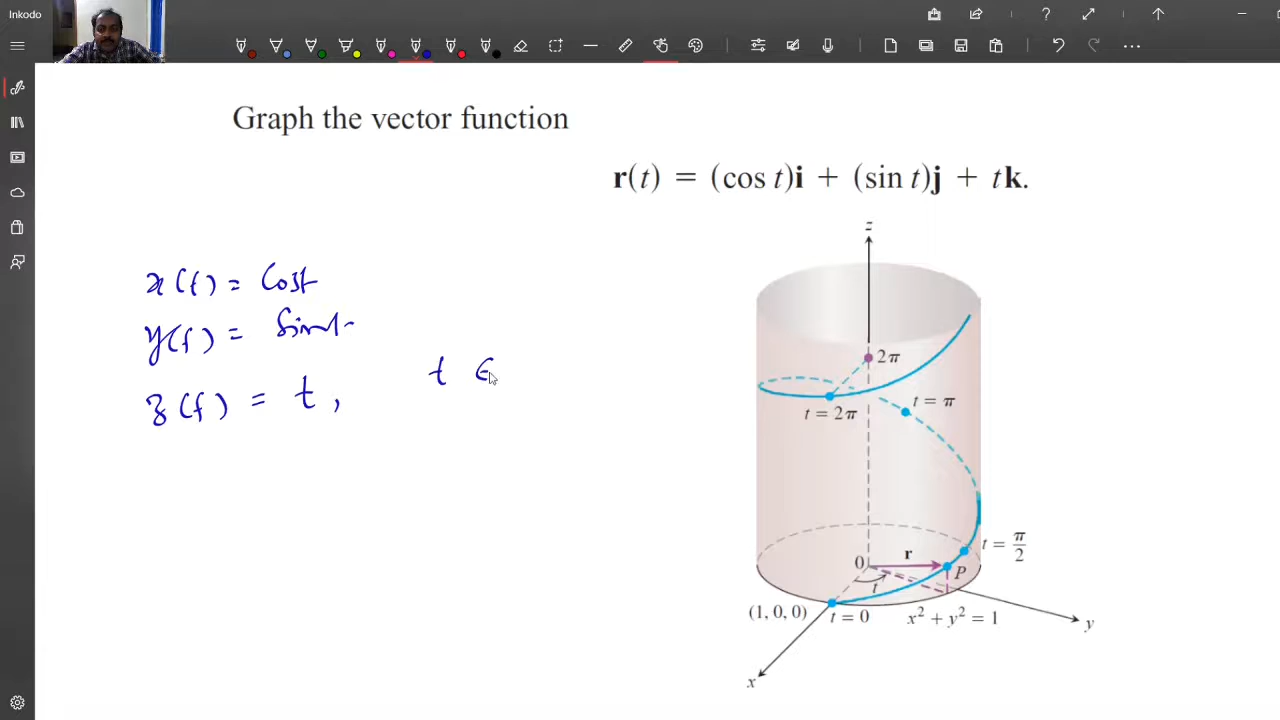 Inkodo
Graph the vector function
r(t) = (cos t)i + (sin t)j + tk.
x(t) = Cost
y(t) = Sint
z(t) = t,
t ∈
z
2π
t = 2π
t = π
t = π/2
0
r
P
t
(1, 0, 0)
t = 0
x² + y² = 1
y
x